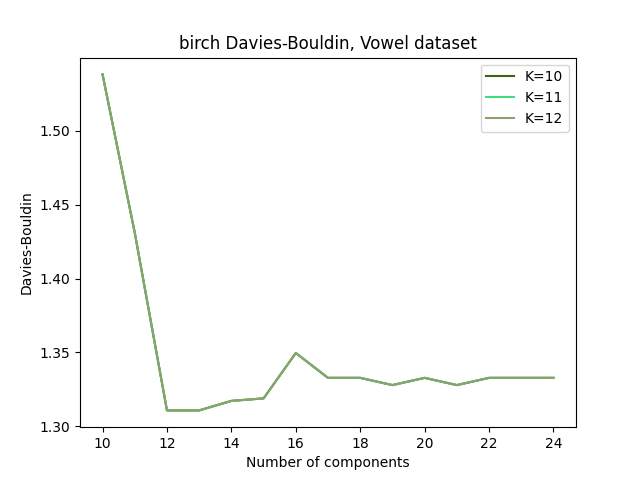 birch Davies-Bouldin, Vowel dataset
K=10
K=11
K=12
Davies-Bouldin
1.50
1.45
1.40
1.35
1.30
10 12 14 16 18 20 22 24
Number of components